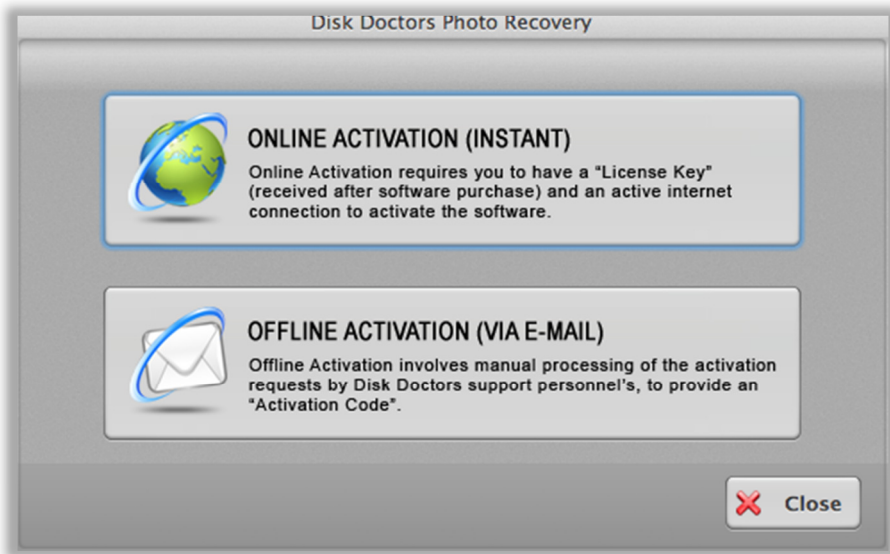 Disk Doctors Photo Recovery
ONLINE ACTIVATION (INSTANT)
Online Activation requires you to have a “License Key”
(received after software purchase) and an active internet
connection to activate the software.
OFFLINE ACTIVATION (VIA E-MAIL)
Offline Activation involves manual processing of the activation
requests by Disk Doctors support personnel's, to provide an
“Activation Code”.
Close